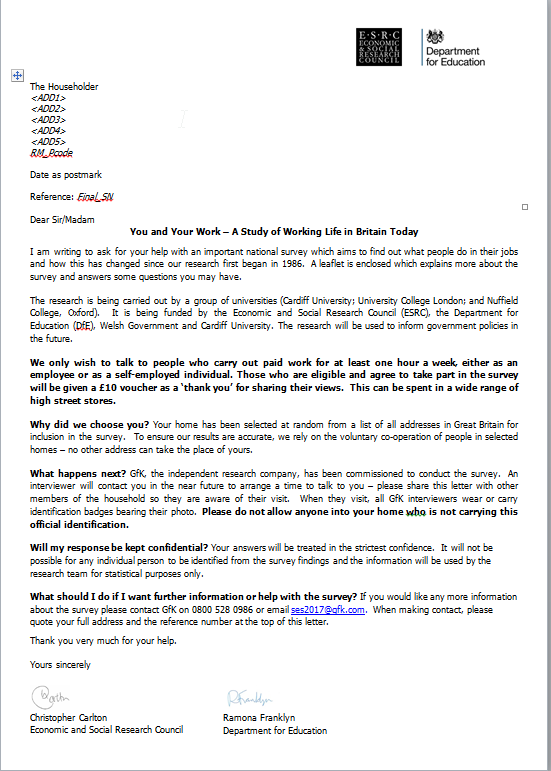 E·S·R·C
ECONOMIC
& SOCIAL
RESEARCH
COUNCIL
Department
for Education
The Householder
<ADD1>
<ADD2>
<ADD3>
<ADD4>
<ADD5>
RM_Pcode
Date as postmark
Reference: Final_SN
Dear Sir/Madam
You and Your Work – A Study of Working Life in Britain Today
I am writing to ask for your help with an important national survey which aims to find out what people do in their jobs
and how this has changed since our research first began in 1986. A leaflet is enclosed which explains more about the
survey and answers some questions you may have.
The research is being carried out by a group of universities (Cardiff University; University College London; and Nuffield
College, Oxford). It is being funded by the Economic and Social Research Council (ESRC), the Department for
Education (DfE), Welsh Government and Cardiff University. The research will be used to inform government policies in
the future.
We only wish to talk to people who carry out paid work for at least one hour a week, either as an
employee or as a self-employed individual. Those who are eligible and agree to take part in the survey
will be given a £10 voucher as a 'thank you' for sharing their views. This can be spent in a wide range of
high street stores.
Why did we choose you? Your home has been selected at random from a list of all addresses in Great Britain for
inclusion in the survey. To ensure our results are accurate, we rely on the voluntary co-operation of people in selected
homes – no other address can take the place of yours.
What happens next? GfK, the independent research company, has been commissioned to conduct the survey. An
interviewer will contact you in the near future to arrange a time to talk to you – please share this letter with other
members of the household so they are aware of their visit. When they visit, all GfK interviewers wear or carry
identification badges bearing their photo. Please do not allow anyone into your home who is not carrying this
official identification.
Will my response be kept confidential? Your answers will be treated in the strictest confidence. It will not be
possible for any individual person to be identified from the survey findings and the information will be used by the
research team for statistical purposes only.
What should I do if I want further information or help with the survey? If you would like any more information
about the survey please contact GfK on 0800 528 0986 or email ses2017@gfk.com. When making contact, please
quote your full address and the reference number at the top of this letter.
Thank you very much for your help.
Yours sincerely
RFranklyn
Christopher Carlton
Economic and Social Research Council
Ramona Franklyn
Department for Education